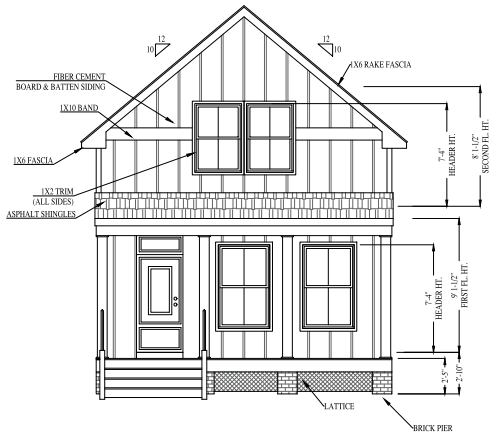 12
10
12
10
1X6 RAKE FASCIA
FIBER CEMENT
BOARD & BATTEN SIDING
1X10 BAND
1X6 FASCIA
1X2 TRIM
(ALL SIDES)
ASPHALT SHINGLES
7'-4"
HEADER HT.
8' 1-1/2"
SECOND FL. HT.
7'-4"
HEADER HT.
9' 1-1/2"
FIRST FL. HT.
2'-5"
2'-10"
LATTICE
BRICK PIER